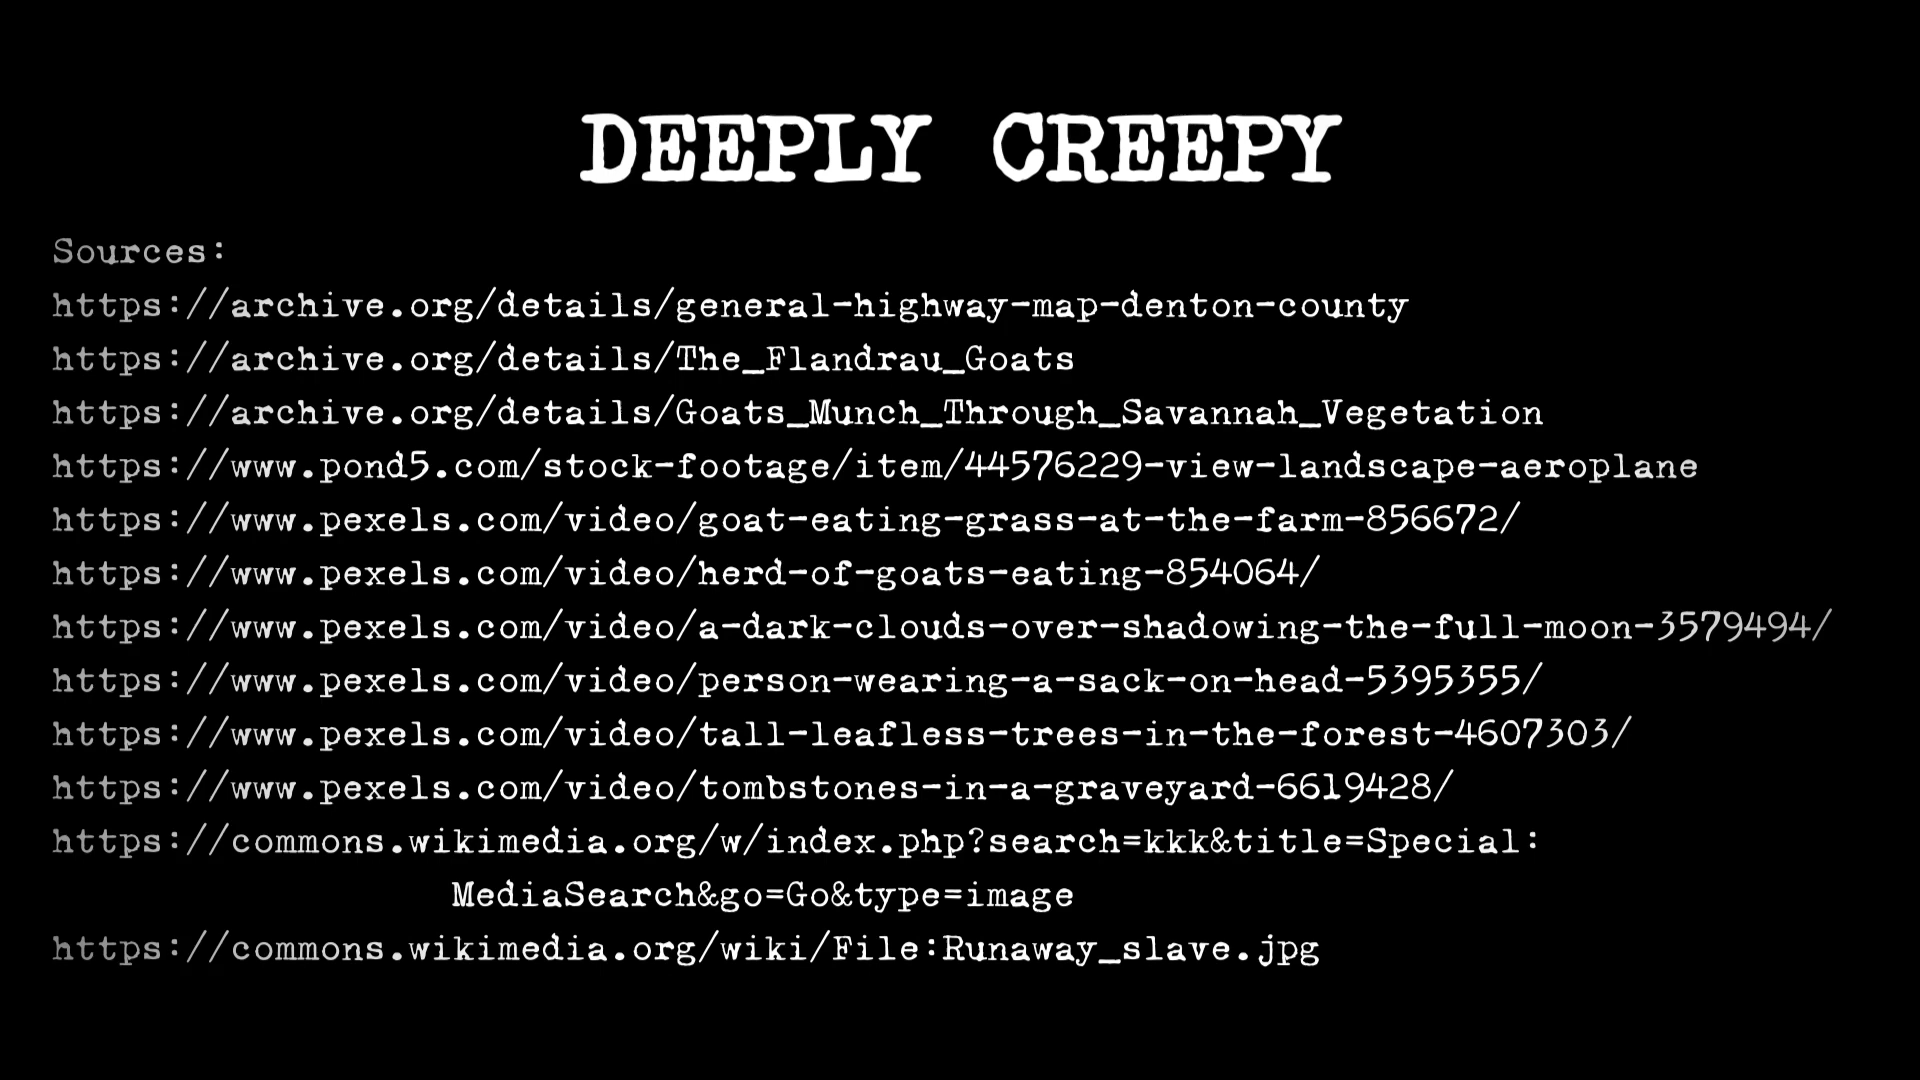 DEEPLY CREEPY
Sources:
https://archive.org/details/general-highway-map-denton-county
https://archive.org/details/The_Flandrau_Goats
https://archive.org/details/Goats_Munch_Through_Savannah_Vegetation
https://www.pond5.com/stock-footage/item/44576229-view-landscape-aeroplane
https://www.pexels.com/video/goat-eating-grass-at-the-farm-856672/
https://www.pexels.com/video/herd-of-goats-eating-854064/
https://www.pexels.com/video/a-dark-clouds-over-shadowing-the-full-moon-3579494/
https://www.pexels.com/video/person-wearing-a-sack-on-head-5395355/
https://www.pexels.com/video/tall-leafless-trees-in-the-forest-4607303/
https://www.pexels.com/video/tombstones-in-a-graveyard-6619428/
https://commons.wikimedia.org/w/index.php?search=kkk&title=Special:
MediaSearch&go=Go&type=image
https://commons.wikimedia.org/wiki/File:Runaway_slave.jpg